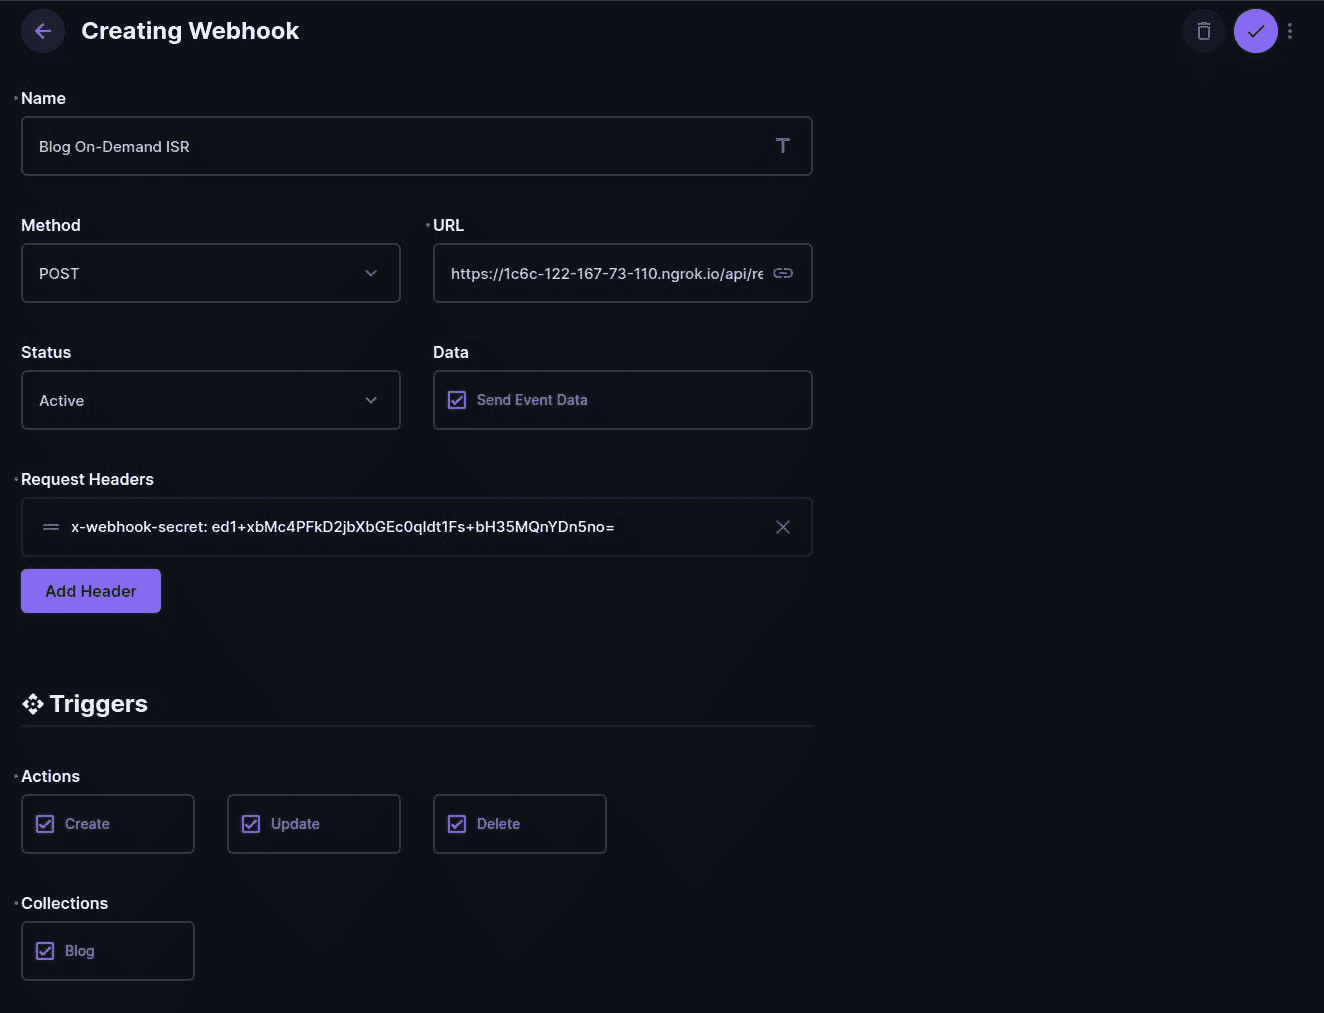 Creating Webhook
Name
Blog On-Demand ISR
Method
URL
POST
https://1c6c-122-167-73-110.ngrok.io/api/re
Status
Data
Active
Send Event Data
Request Headers
x-webhook-secret: ed1+xbMc4PFkD2jbXbGEc0qldt1Fs+bH35MQnYDn5no=
Add Header
Triggers
Actions
Create
Update
Delete
Collections
Blog